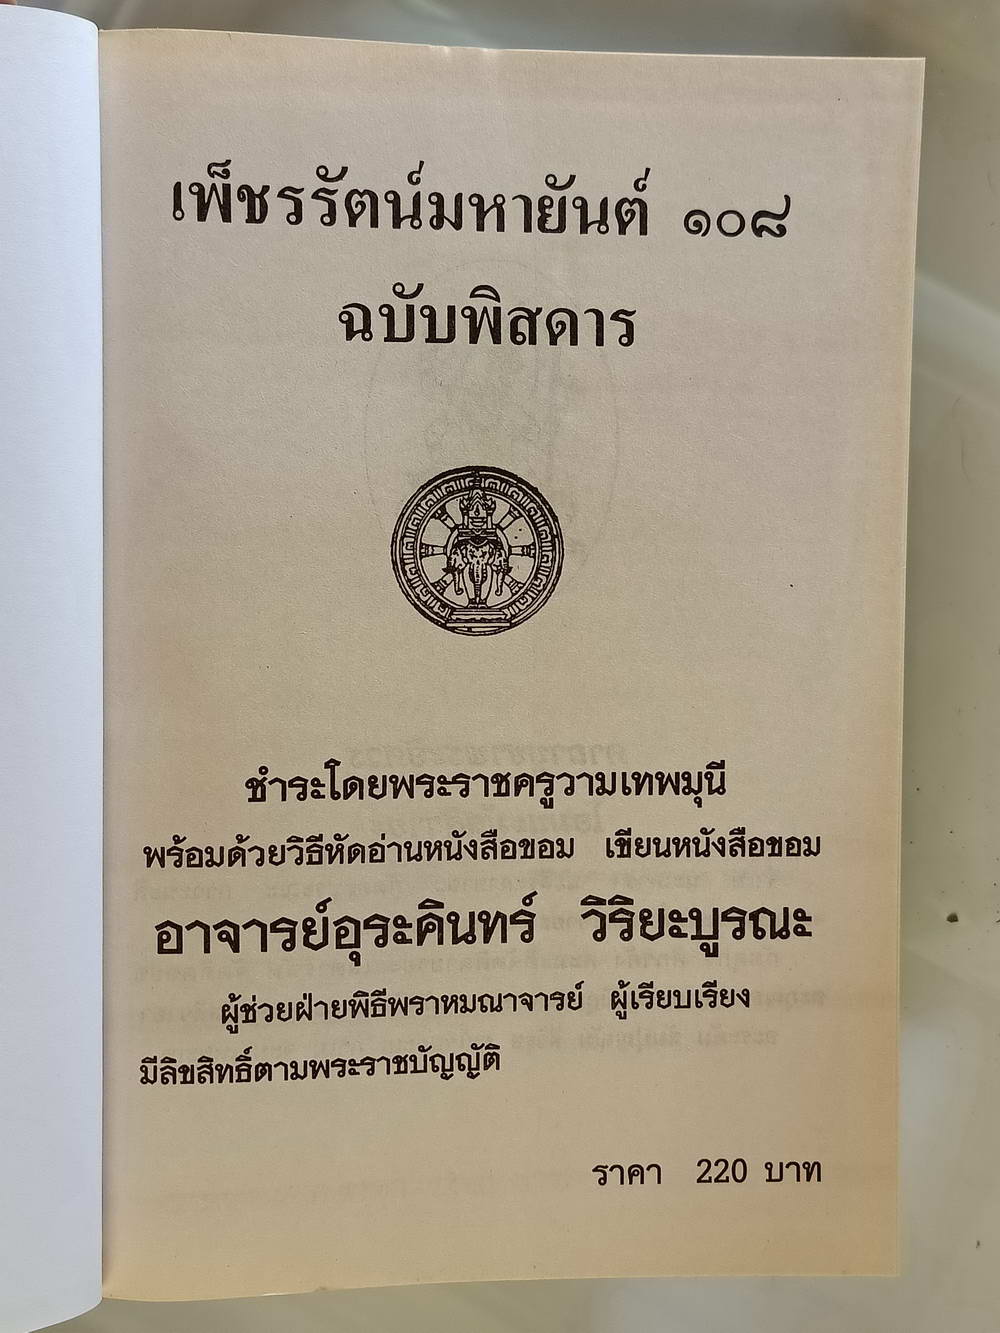 เพ็ชรรัตน์มหายันต์ ๑๐๘
ฉบับพิสดาร
ชำระโดยพระราชครูวามเทพมุนี
พร้อมด้วยวิธีหัดอ่านหนังสือขอม เขียนหนังสือขอม
อาจารย์อุระคินทร์ วิริยะบูรณะ
ผู้ช่วยฝ่ายพิธีพราหมณาจารย์ ผู้เรียบเรียง
มีลิขสิทธิ์ตามพระราชบัญญัติ
ราคา 220 บาท